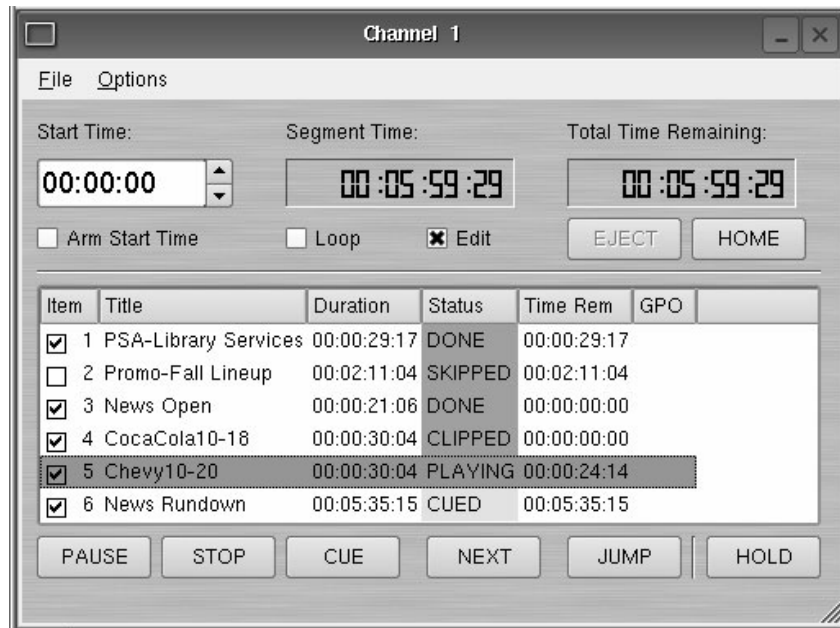 Channel 1
File Options
Start Time: Segment Time: Total Time Remaining:
00:00:00 00:05:59:29 00:05:59:29
Arm Start Time Loop Edit EJECT HOME
Item Title Duration Status Time Rem GPO
1 PSA-Library Services 00:00:29:17 DONE 00:00:29:17
2 Promo-Fall Lineup 00:02:11:04 SKIPPED 00:02:11:04
3 News Open 00:00:21:06 DONE 00:00:00:00
4 CocaCola10-18 00:00:30:04 CLIPPED 00:00:00:00
5 Chevy10-20 00:00:30:04 PLAYING 00:00:24:14
6 News Rundown 00:05:35:15 CUED 00:05:35:15
PAUSE STOP CUE NEXT JUMP HOLD